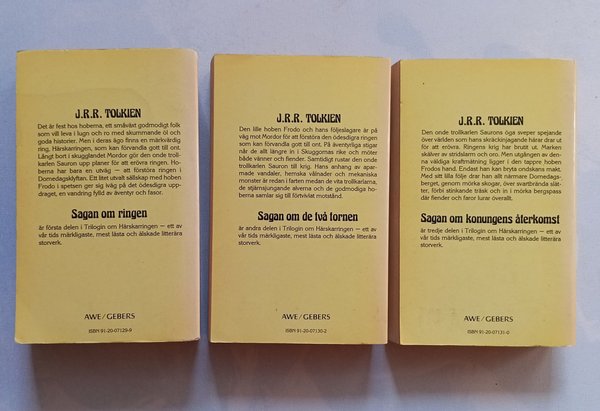 J.R.R. TOLKIEN
Det är fest hos hoberna, ett småväxt godmodigt folk
som vill leva i lugn och ro med skummande öl och
goda historier. Men i deras ägo finns en märkvärdig
ring, Härskarringen, som kan förvandla gott till ont.
Långt bort i skugglandet Mordor gör den onde troll-
karlen Sauron upp planer för att erövra ringen. Ho-
berna har bara en utväg — att förstöra ringen i
Domedagsklyftan. Ett litet utvalt sällskap med hoben
Frodo i spetsen ger sig iväg på det ödesdigra upp-
draget, en vandring fylld av äventyr och fasor.
Sagan om ringen
är första delen i Trilogin om Härskarringen — ett av
vår tids märkligaste, mest lästa och älskade litterära
storverk.
AWE/GEBERS
ISBN 91-20-07129-9
J.R.R. TOLKIEN
Den lille hoben Frodo och hans följeslagare är på
väg mot Mordor för att förstöra den ödesdigra ringen
som kan förvandla gott till ont. På äventyrliga stigar
når de allt längre in i Skuggornas rike och möter
både vänner och fiender. Samtidigt rustar den onde
trollkarlen Sauron till krig. Hans anhang av apar-
made vandaler, herriska vålnader och mekaniska
monster är redan i farten medan de vita trollkarlarna,
de stjärnsjungande alverna och de godmodiga ho-
berna samlar sig till förtvivlat motstånd.
Sagan om de två tornen
är andra delen i Trilogin om Härskarringen — ett av
vår tids märkligaste, mest lästa och älskade litterära
storverk.
AWE/GEBERS
ISBN 91-20-07130-2
J.R.R. TOLKIEN
Den onde trollkarlen Saurons öga sveper spejande
över världen som hans skräckinjagande härar drar ut
för att erövra. Ringens krig har brutit ut. Marken
skälver av stridslarm och oro. Men utgången av den-
na väldiga kraftmätning ligger i den tappre hoben
Frodos hand. Endast han kan bryta ondskans makt.
Med sitt lilla följe drar han allt närmare Domedags-
berget, genom mörka skogar, över svartbrända slät-
ter, förbi stinkande träsk och in i mörka bergspass
där fiender och faror lurar överallt.
Sagan om konungens återkomst
är tredje delen i Trilogin om Härskarringen — ett av
vår tids märkligaste, mest lästa och älskade litterära
storverk.
AWE/GEBERS
ISBN 91-20-07131-0